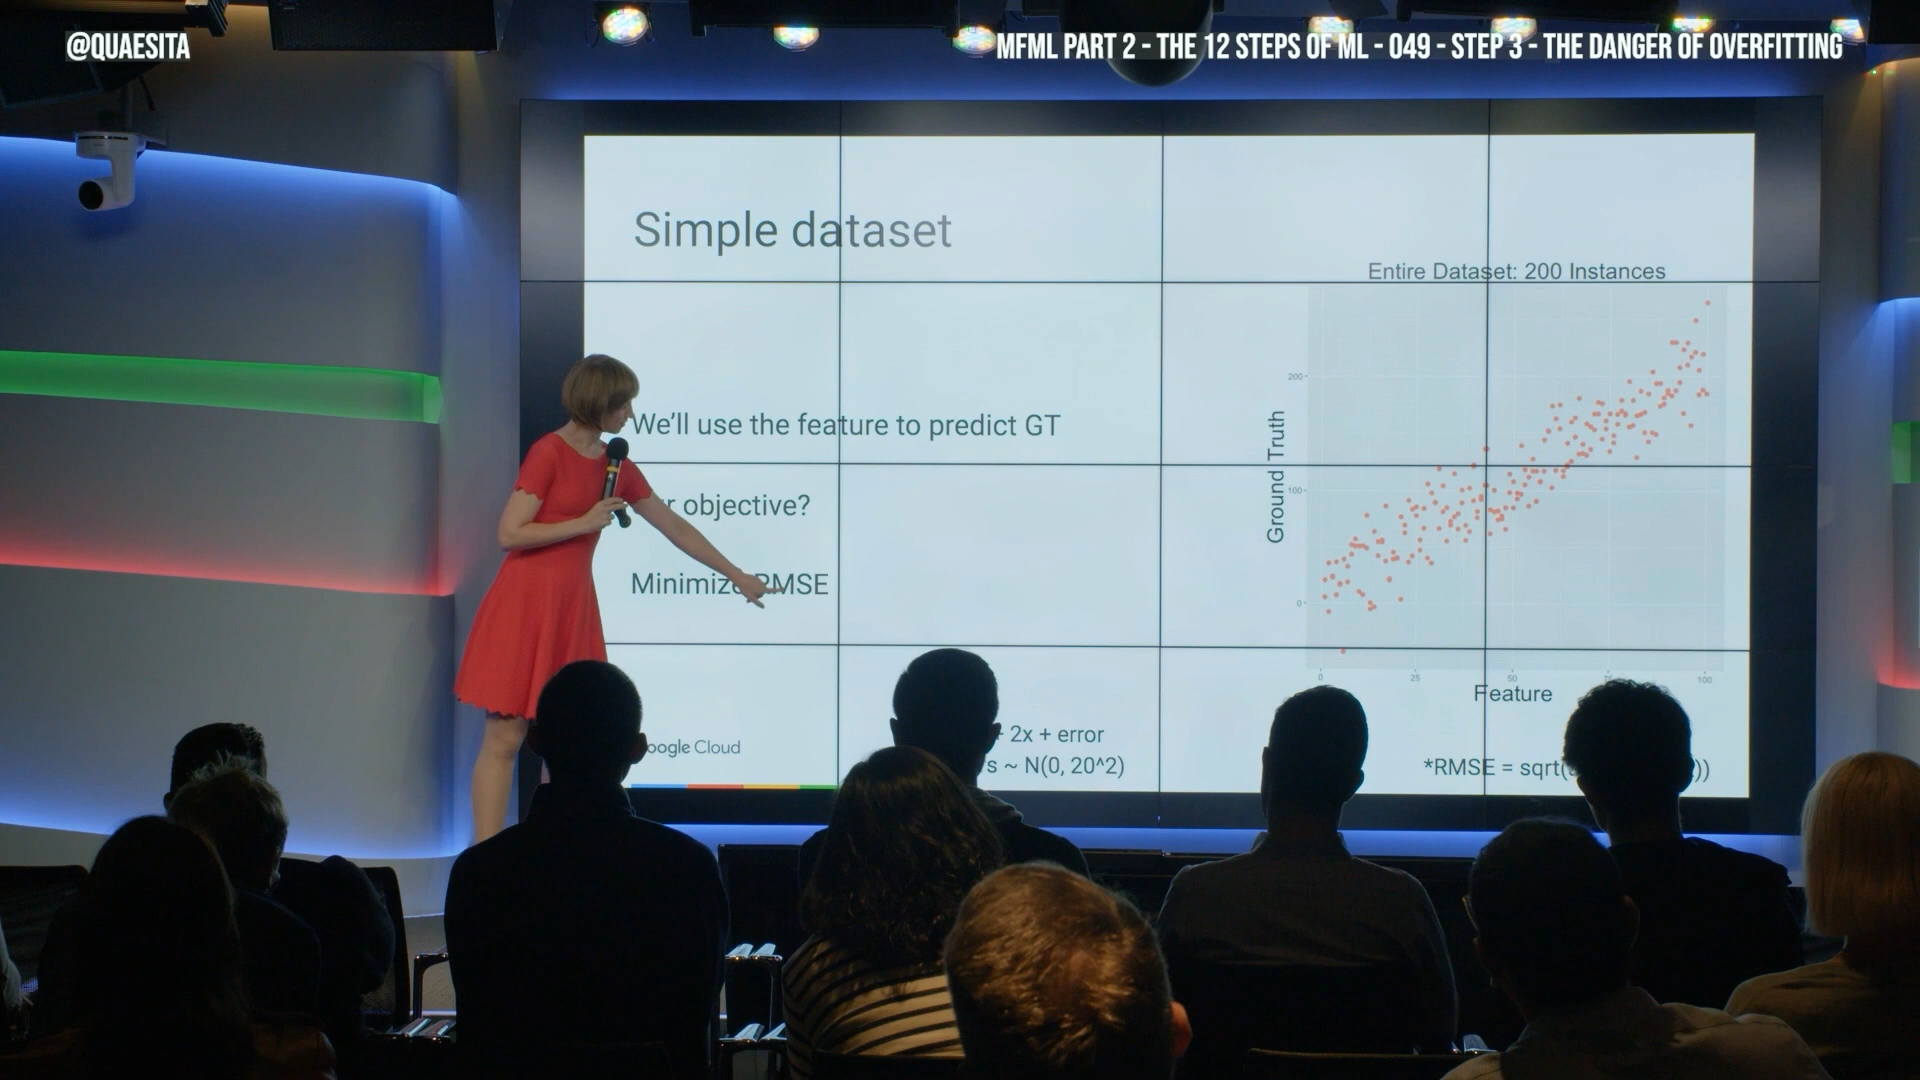 @QUAESITA
MFML PART 2 - THE 12 STEPS OF ML - 049 - STEP 3 - THE DANGER OF OVERFITTING
Simple dataset
We'll use the feature to predict GT
objective?
Minimize RMSE
Cloud
2x + error
~ N(0, 20^2)
Entire Dataset: 200 Instances
Ground Truth
200
100
0
0 25 50 75 100
Feature
*RMSE = sqrt(
))